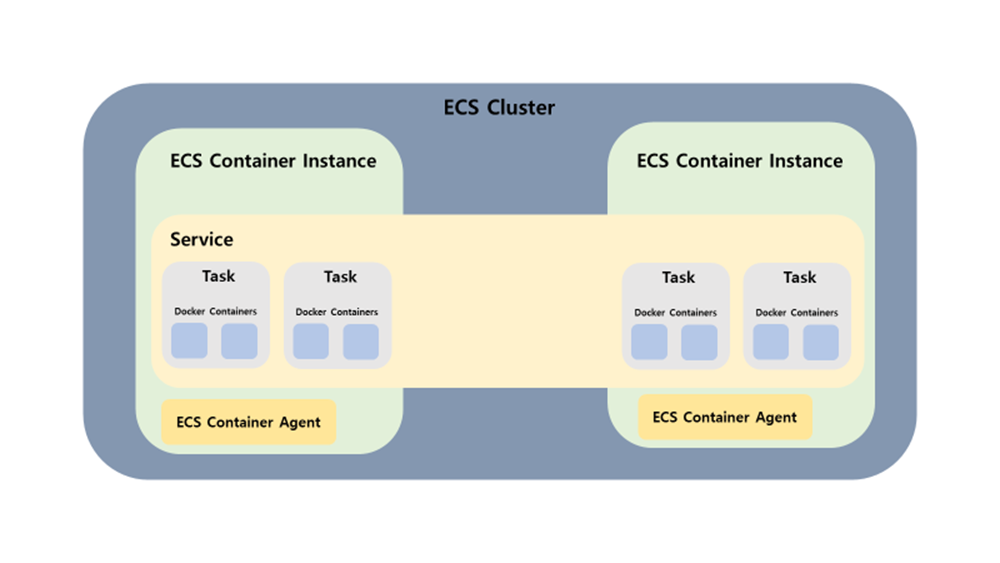 ECS Cluster
ECS Container Instance
ECS Container Instance
Service
Task
Task
Task
Task
Docker Containers
Docker Containers
Docker Containers
Docker Containers
ECS Container Agent
ECS Container Agent